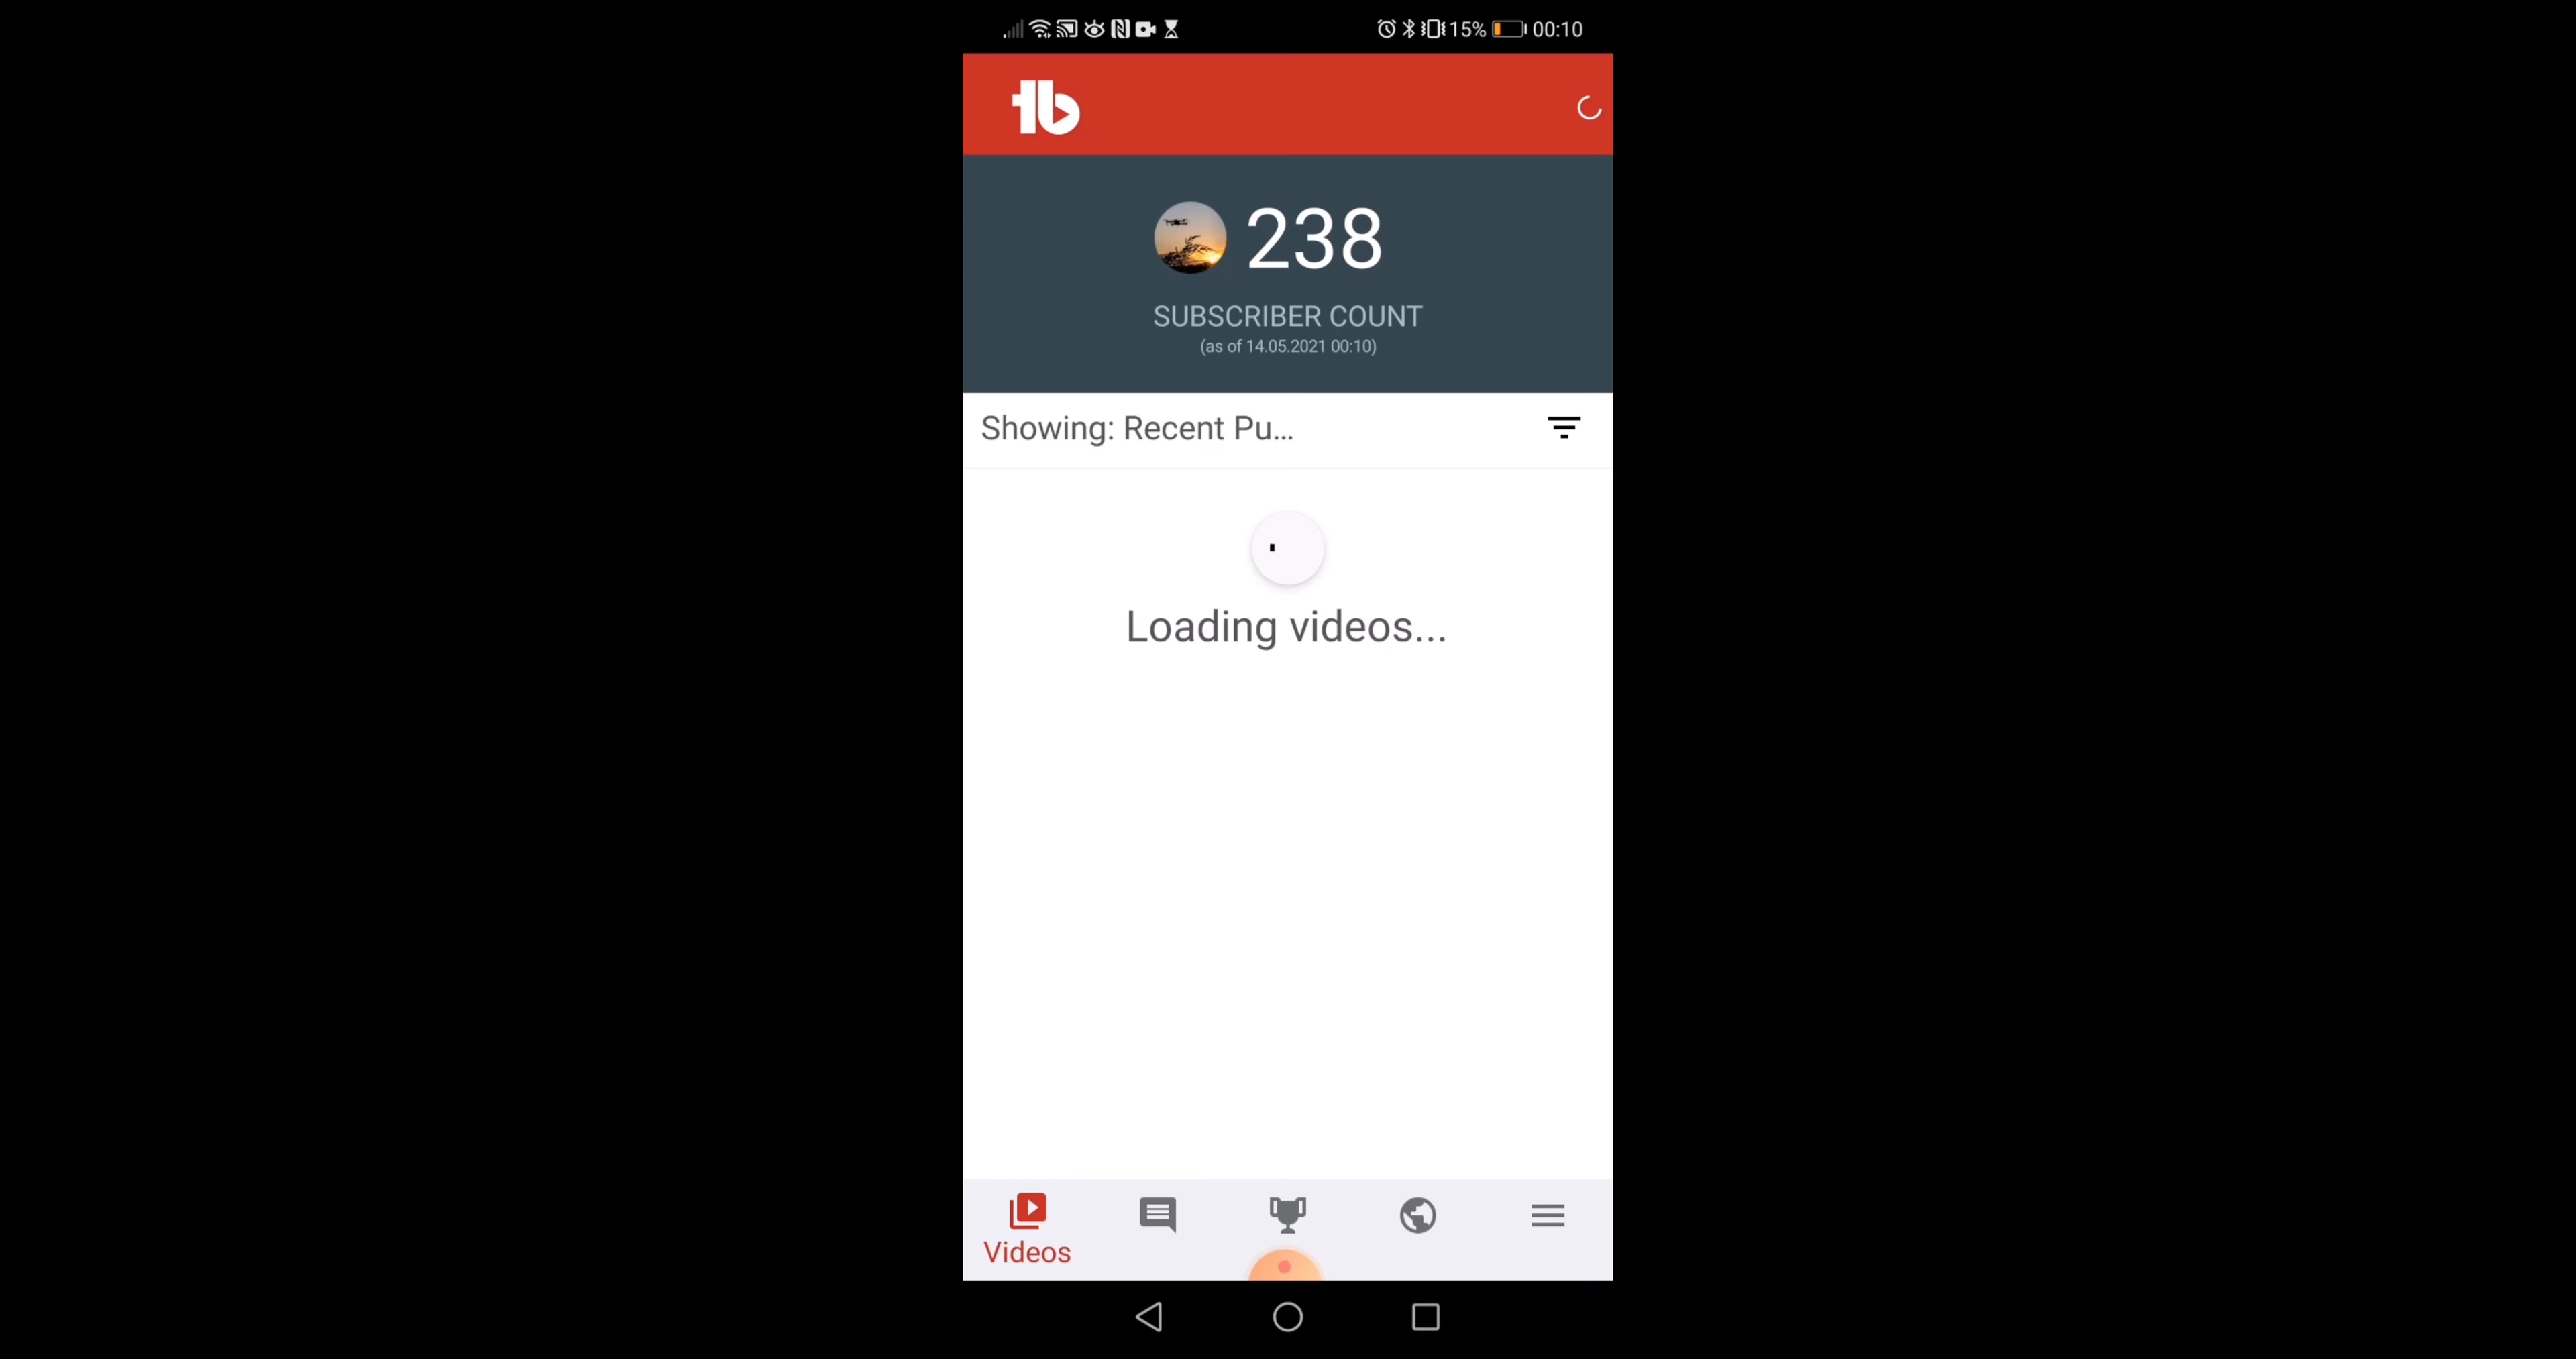 15% 00:10
tb
238
SUBSCRIBER COUNT
(as of 14.05.2021 00:10)
Showing: Recent Pu...
Loading videos...
Videos